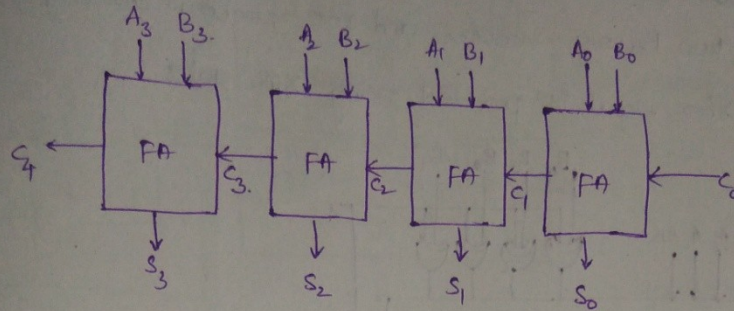 A3 B3. A2 B2 A1 B1 A0 B0
FA FA FA FA
C4 C3. C2 C1 C
S3 S2 S1 S0